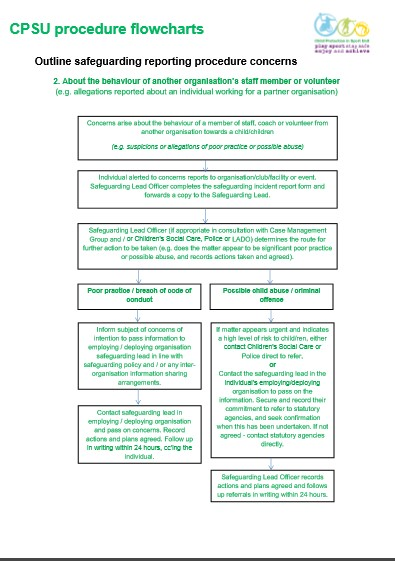 CPSU procedure flowcharts
Child Protection in Sport Unit
play sport stay safe
enjoy and achieve
Outline safeguarding reporting procedure concerns
2. About the behaviour of another organisation's staff member or volunteer
(e.g. allegations reported about an individual working for a partner organisation)
Concerns arise about the behaviour of a member of staff, coach or volunteer from
another organisation towards a child/children
(e.g. suspicions or allegations of poor practice or possible abuse)
Individual alerted to concerns reports to organisation/club/facility or event.
Safeguarding Lead Officer completes the safeguarding incident report form and
forwards a copy to the Safeguarding Lead.
Safeguarding Lead Officer (if appropriate in consultation with Case Management
Group and / or Children's Social Care, Police or LADO) determines the route for
further action to be taken (e.g. does the matter appear to be significant poor practice
or possible abuse, and records actions taken and agreed).
Poor practice / breach of code of
conduct
Inform subject of concerns of
intention to pass information to
employing / deploying organisation
safeguarding lead in line with
safeguarding policy and / or any inter-
organisation information sharing
arrangements.
Contact safeguarding lead in
employing / deploying organisation
and pass on concerns. Record
actions and plans agreed. Follow up
in writing within 24 hours, cc'ing the
individual.
Possible child abuse / criminal
offence
If matter appears urgent and indicates
a high level of risk to child/ren, either
contact Children's Social Care or
Police direct to refer,
or
Contact the safeguarding lead in the
individual's employing/deploying
organisation to pass on the
information. Secure and record their
commitment to refer to statutory
agencies, and seek confirmation
when this has been undertaken. If not
agreed - contact statutory agencies
directly.
Safeguarding Lead Officer records
actions and plans agreed and follows
up referrals in writing within 24 hours.